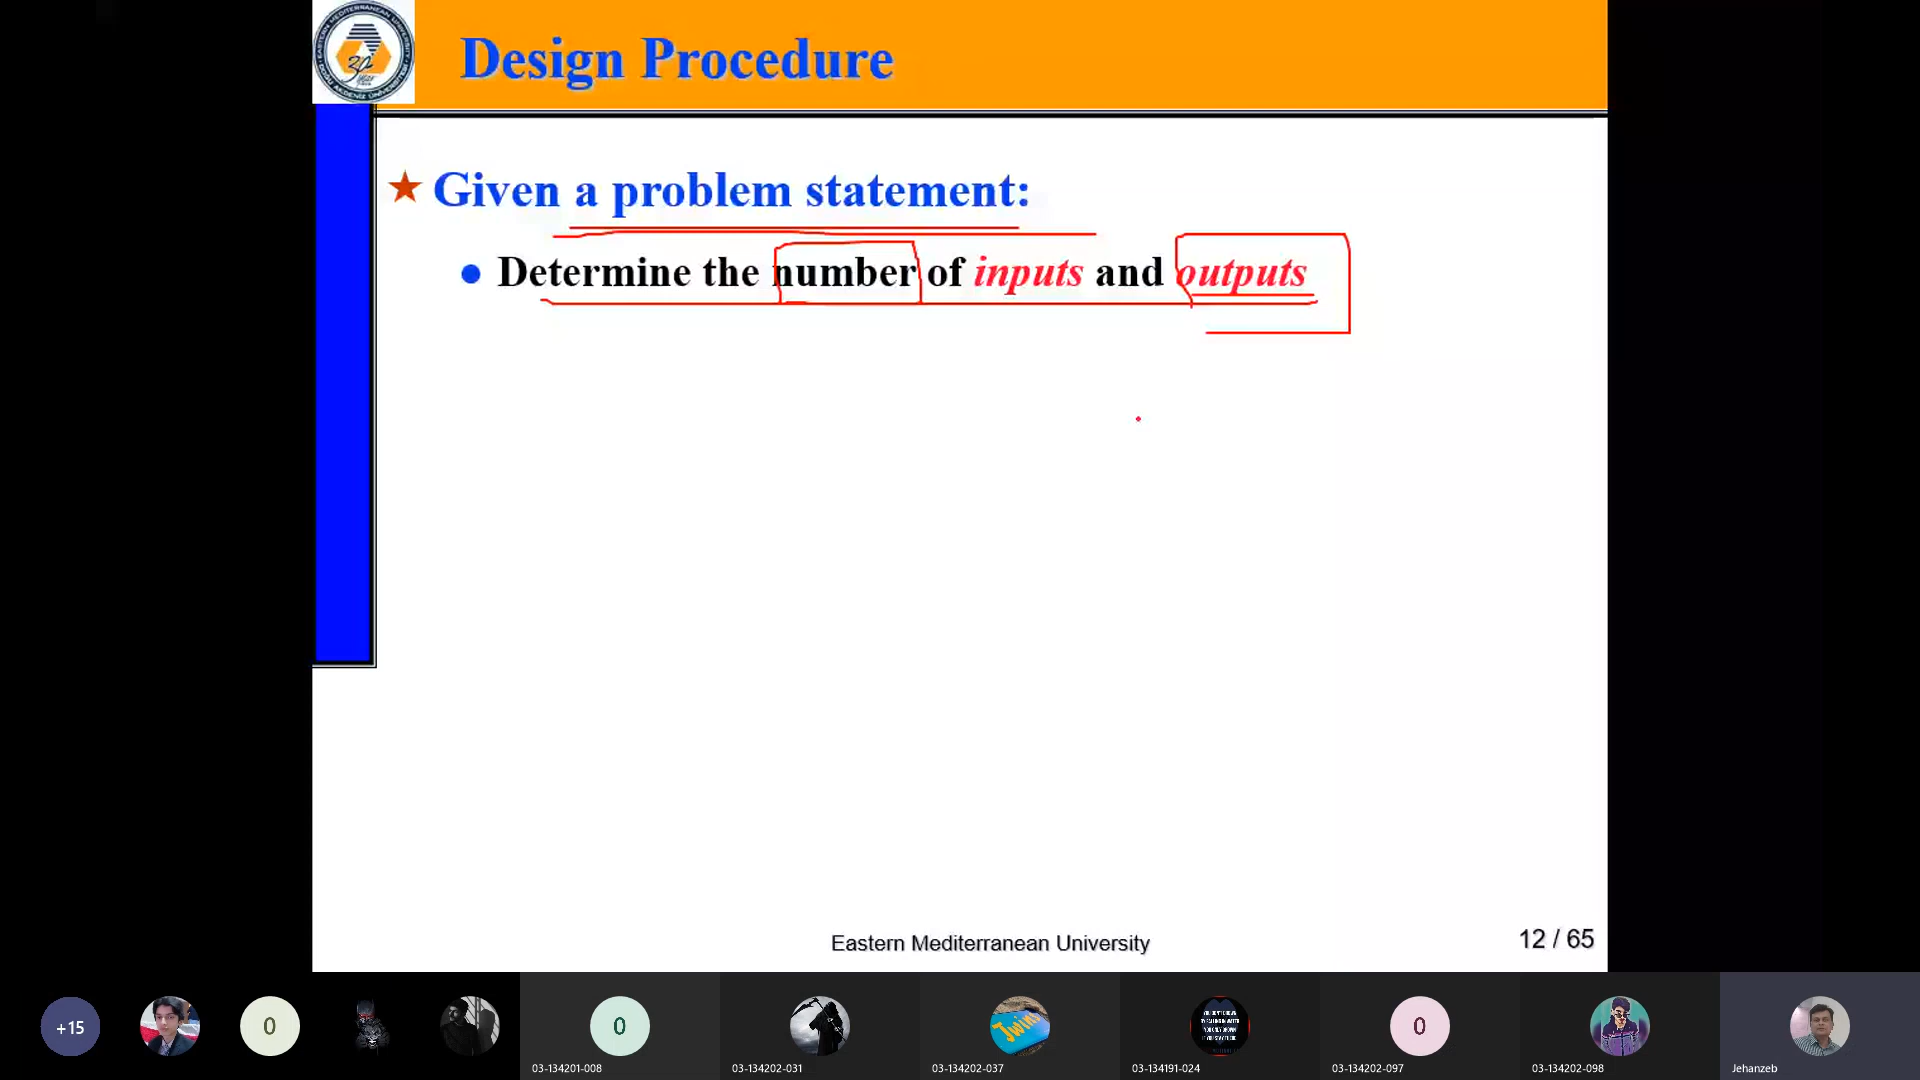 Design Procedure
Given a problem statement:
Determine the number of inputs and outputs
Eastern Mediterranean University
12 / 65
+15
0
0
Twins
0
03-134201-008
03-134202-031
03-134202-037
03-134191-024
03-134202-097
03-134202-098
Jehanzeb